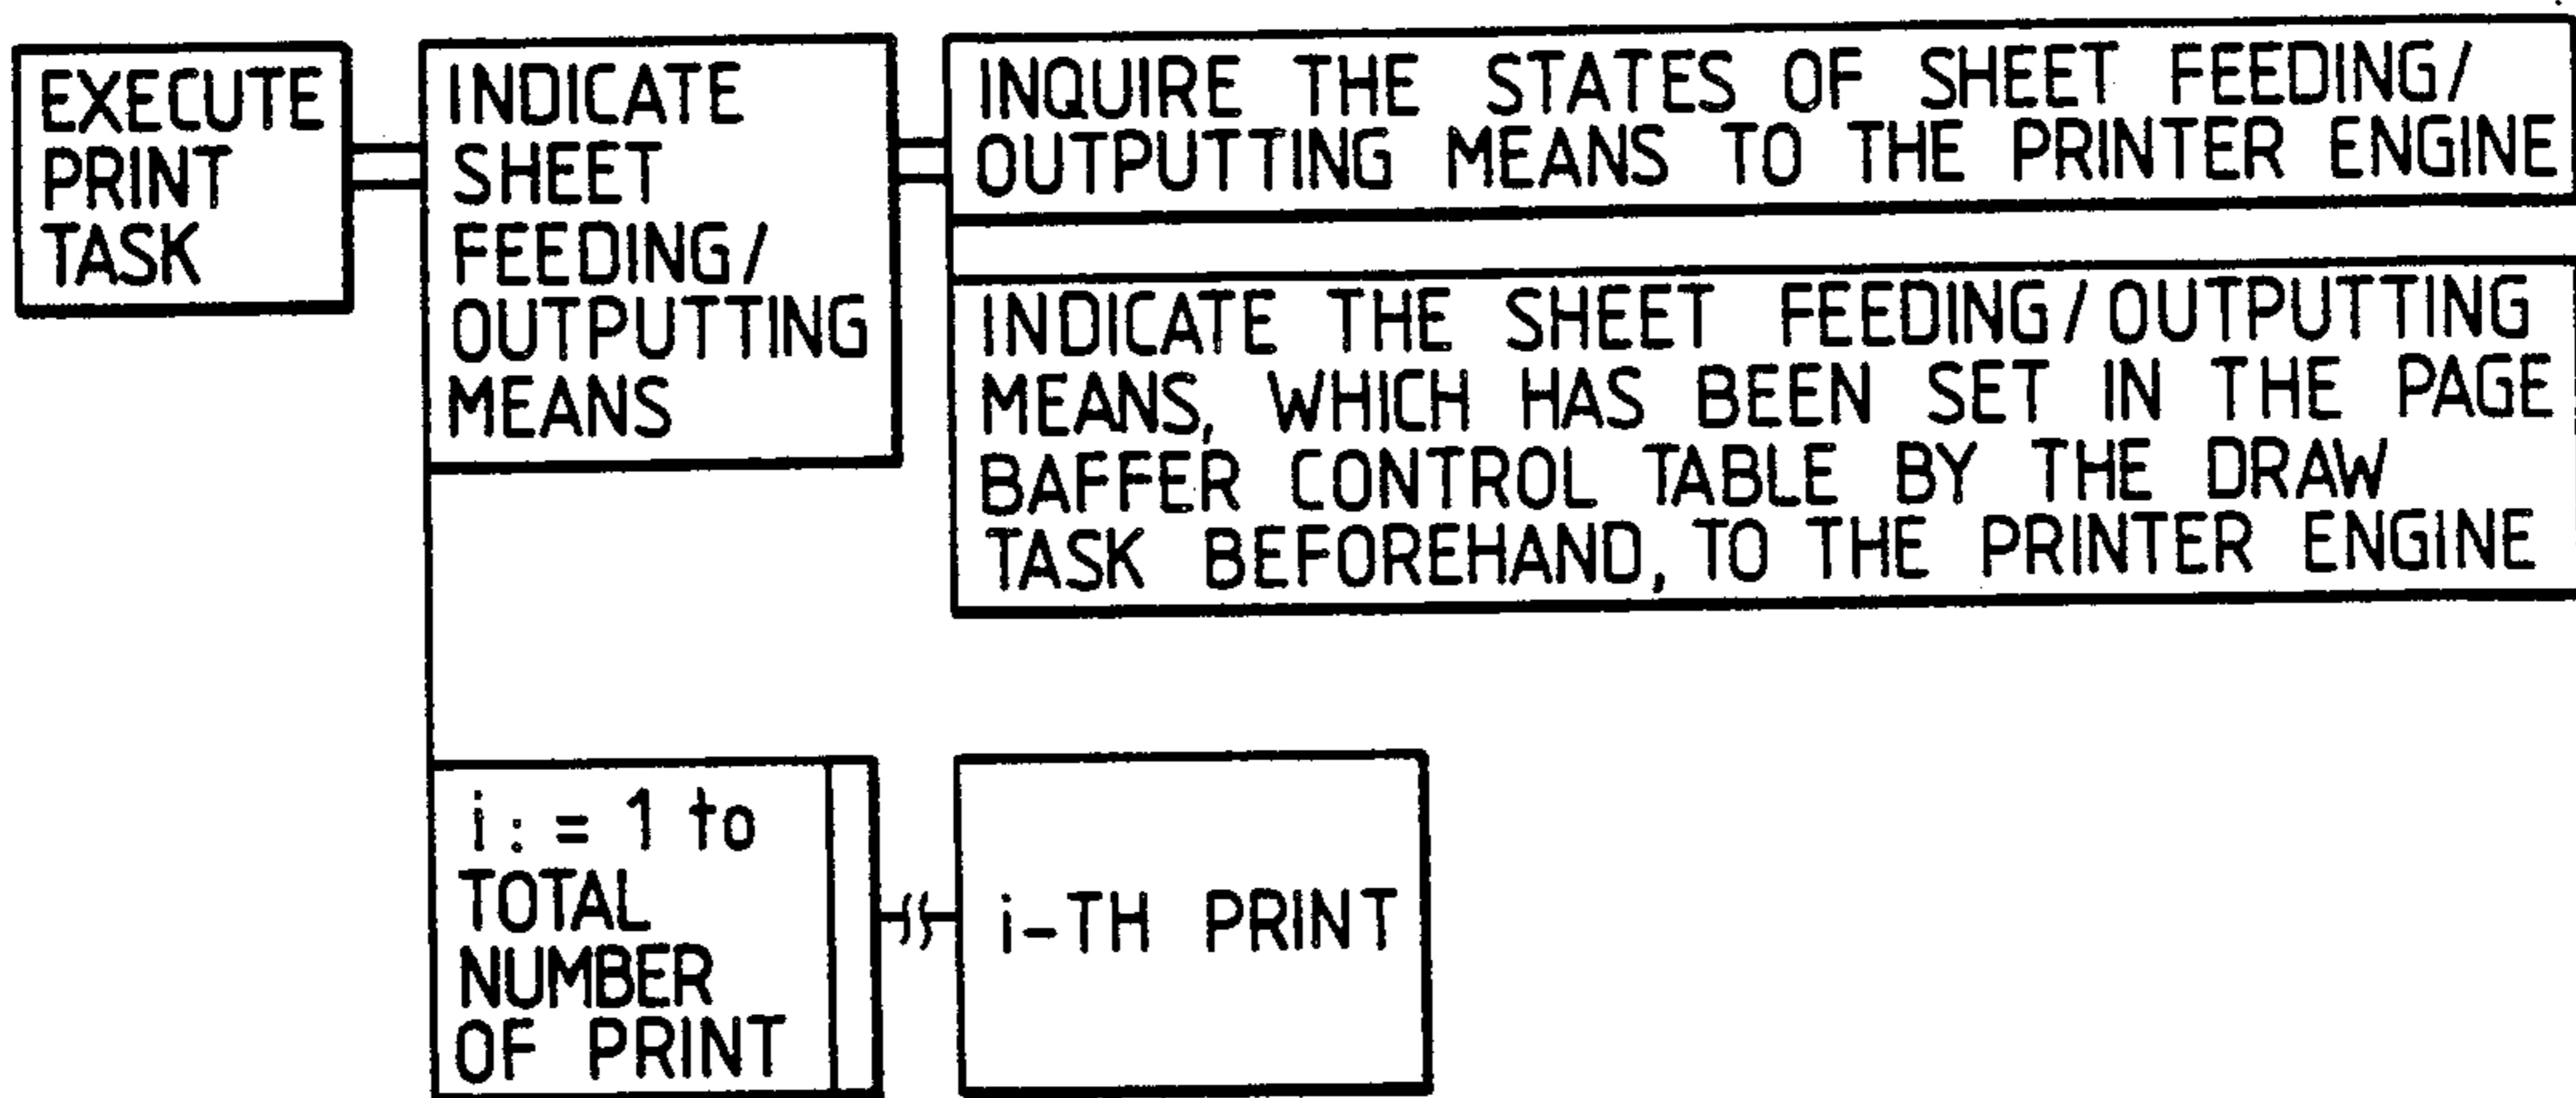 EXECUTE
PRINT
TASK
INDICATE
SHEET
FEEDING/
OUTPUTTING
MEANS
INQUIRE THE STATES OF SHEET FEEDING/
OUTPUTTING MEANS TO THE PRINTER ENGINE
INDICATE THE SHEET FEEDING/OUTPUTTING
MEANS, WHICH HAS BEEN SET IN THE PAGE
BAFFER CONTROL TABLE BY THE DRAW
TASK BEFOREHAND, TO THE PRINTER ENGINE
i := 1 to
TOTAL
NUMBER
OF PRINT
i-TH PRINT